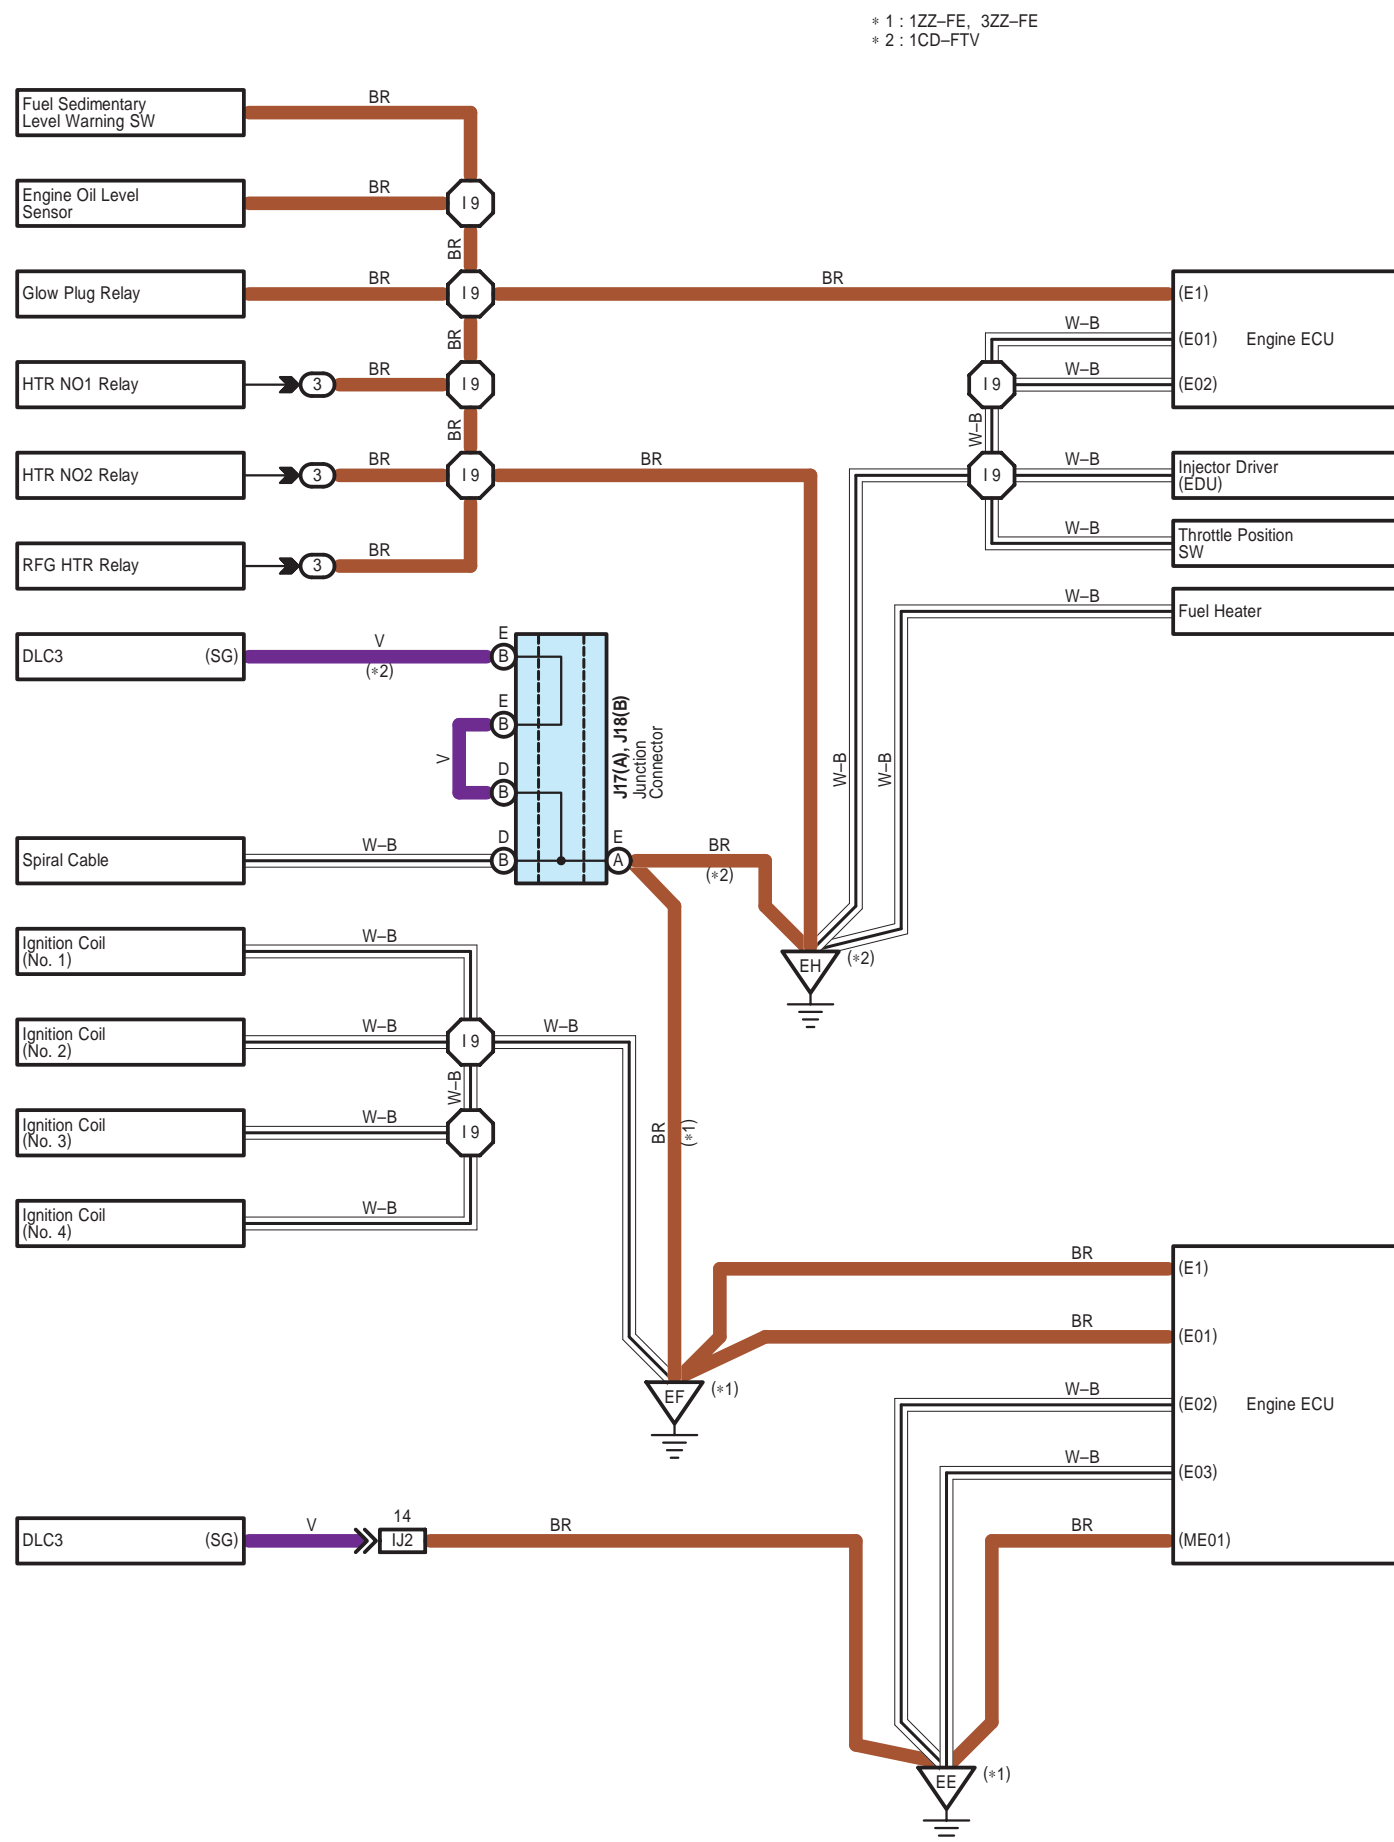 * 1 : 1ZZ–FE, 3ZZ–FE
* 2 : 1CD–FTV
Fuel Sedimentary
Level Warning SW
BR
Engine Oil Level
Sensor
BR
I 9
BR
Glow Plug Relay
BR
I 9
BR
(E1)
BR
W–B
(E01)
Engine ECU
HTR NO1 Relay
3
BR
I 9
I 9
W–B
(E02)
BR
W–B
HTR NO2 Relay
3
BR
I 9
BR
I 9
W–B
Injector Driver
(EDU)
W–B
Throttle Position
SW
RFG HTR Relay
3
BR
W–B
Fuel Heater
DLC3
(SG)
V
(*2)
E
B
E
B
V
D
B
J17(A), J18(B)
Junction
Connector
W–B
W–B
Spiral Cable
W–B
D
B
E
A
BR
(*2)
Ignition Coil
(No. 1)
W–B
EH
(*2)
Ignition Coil
(No. 2)
W–B
I 9
W–B
W–B
Ignition Coil
(No. 3)
W–B
I 9
BR
(*1)
Ignition Coil
(No. 4)
W–B
BR
(E1)
BR
(E01)
EF
(*1)
W–B
(E02)
Engine ECU
W–B
(E03)
DLC3
(SG)
V
14
IJ2
BR
BR
(ME01)
EE
(*1)